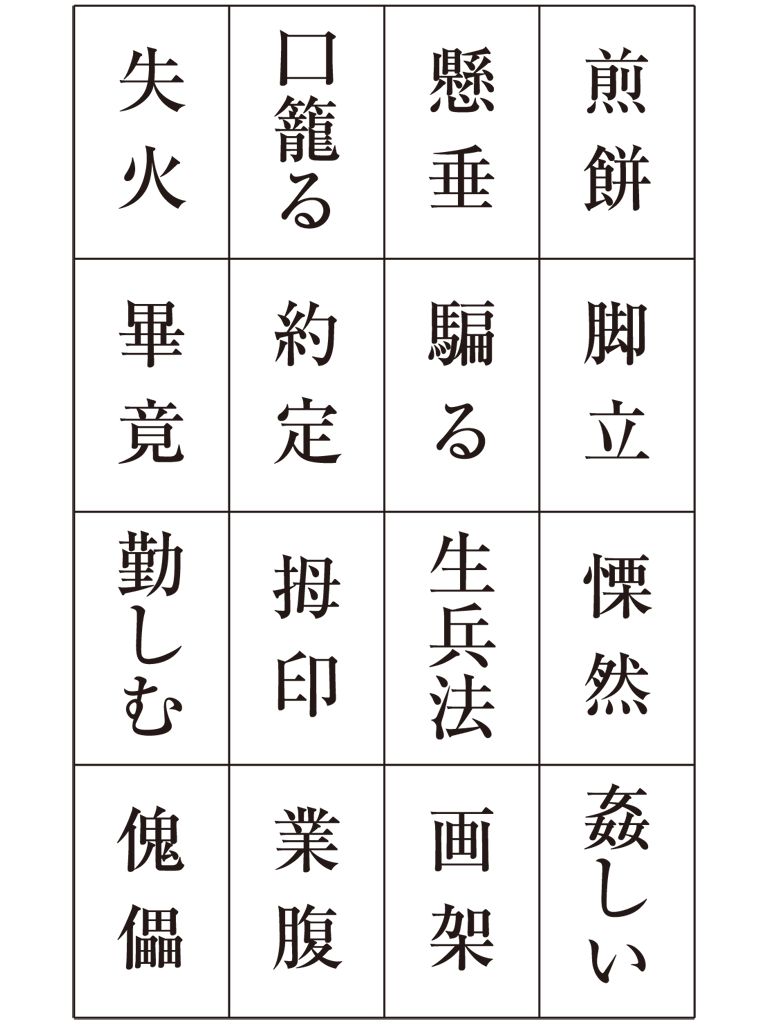 煎餅
脚立
慄然
姦しい
懸垂
騙る
生兵法
画架
口籠る
約定
拇印
業腹
失火
畢竟
勤しむ
傀儡